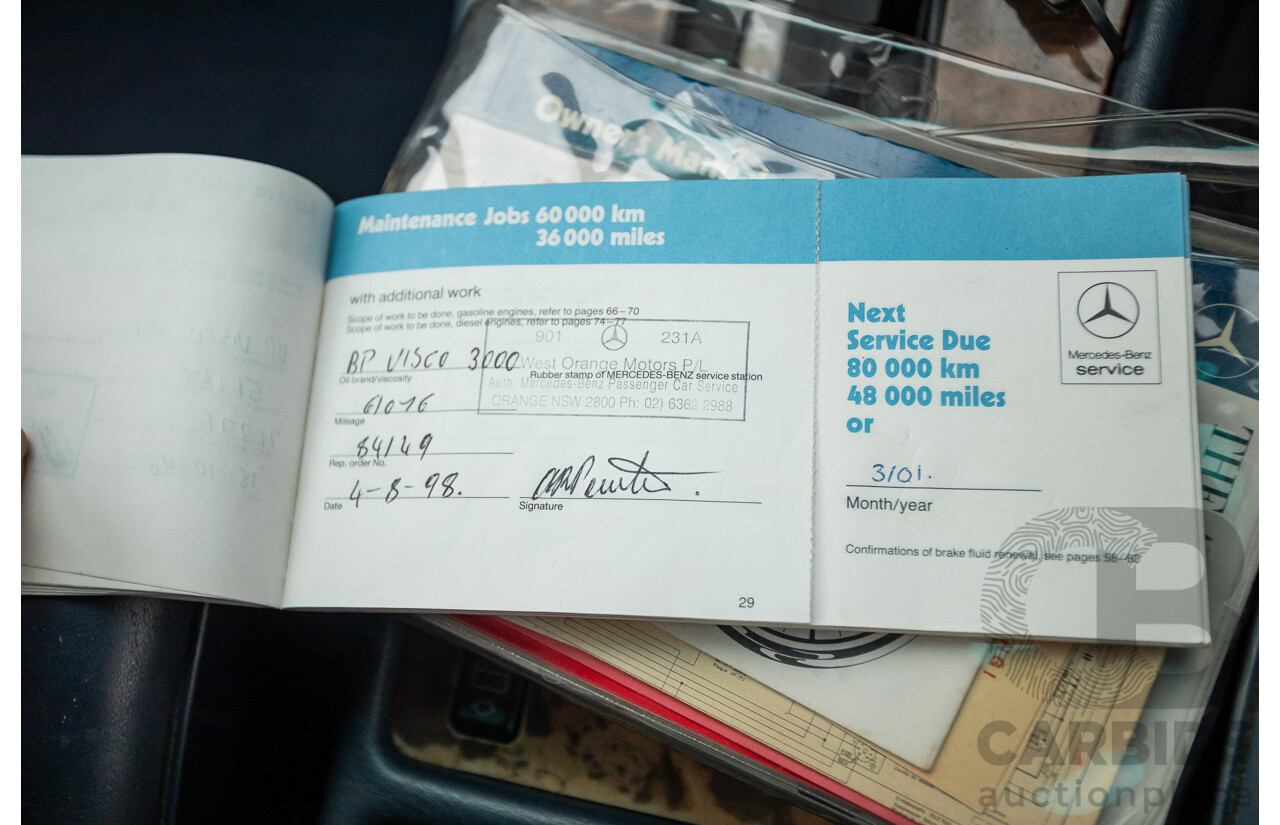 Owner's Man
Maintenance Jobs 60 000 km
36 000 miles
with additional work
Scope of work to be done, gasoline engines, refer to pages 66–70
Scope of work to be done, diesel engines, refer to pages 74–77
901 231A
BP VISCO 3000
West Orange Motors P/L
Oil brand/viscosity
Rubber stamp of MERCEDES-BENZ service station
Auth. Mercedes-Benz Passenger Car Service
ORANGE NSW 2800 Ph: 02) 6362 2988
61076
Mileage
84149
Rep. order No.
4-8-98.
Date
Signature
29
Next
Service Due
80 000 km
48 000 miles
or
3/01.
Month/year
Confirmations of brake fluid renewal, see pages 58–60
Mercedes-Benz
service
CARBIDS
auctionplace